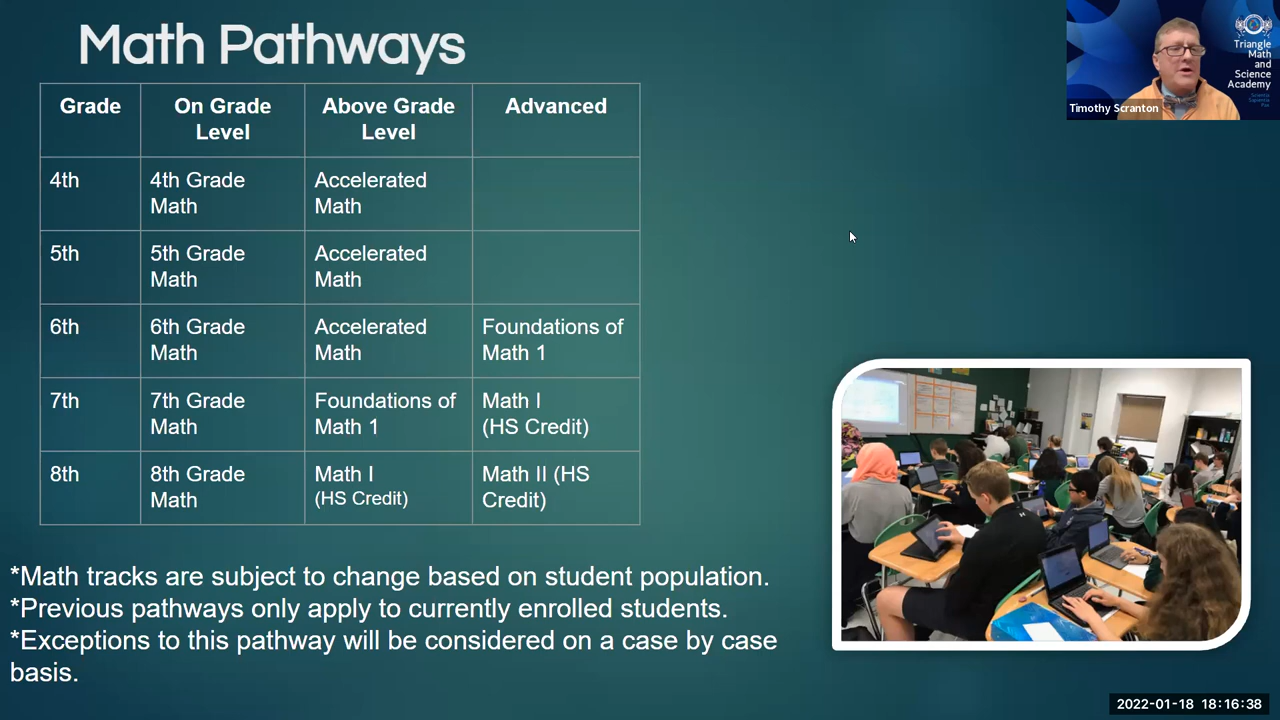 Math Pathways
Grade
On Grade
Level
Above Grade
Level
Advanced
4th
4th Grade
Math
Accelerated
Math
5th
5th Grade
Math
Accelerated
Math
6th
6th Grade
Math
Accelerated
Math
Foundations of
Math 1
7th
7th Grade
Math
Foundations of
Math 1
Math I
(HS Credit)
8th
8th Grade
Math
Math I
(HS Credit)
Math II (HS
Credit)
*Math tracks are subject to change based on student population.
*Previous pathways only apply to currently enrolled students.
*Exceptions to this pathway will be considered on a case by case
basis.
Triangle
Math
and
Science
Academy
Timothy Scranton
2022-01-18 18:16:38